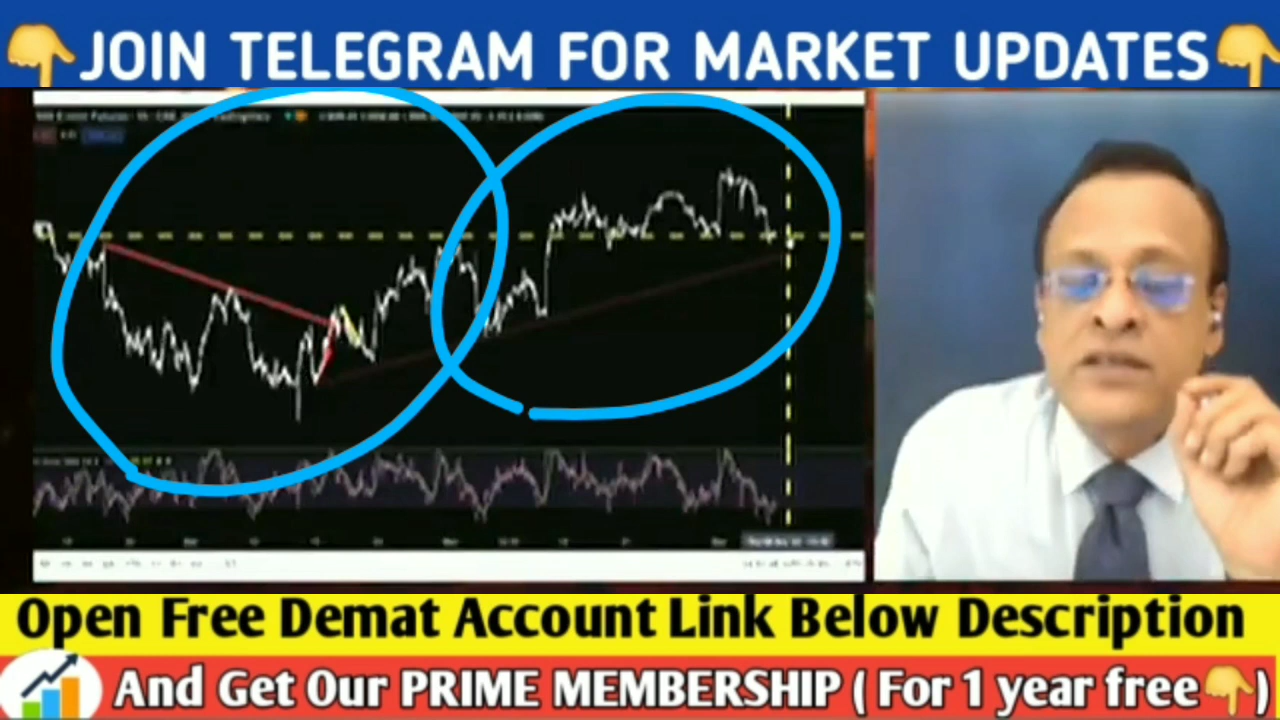 👇JOIN TELEGRAM FOR MARKET UPDATES👇
Open Free Demat Account Link Below Description
And Get Our PRIME MEMBERSHIP ( For 1 year free👇)